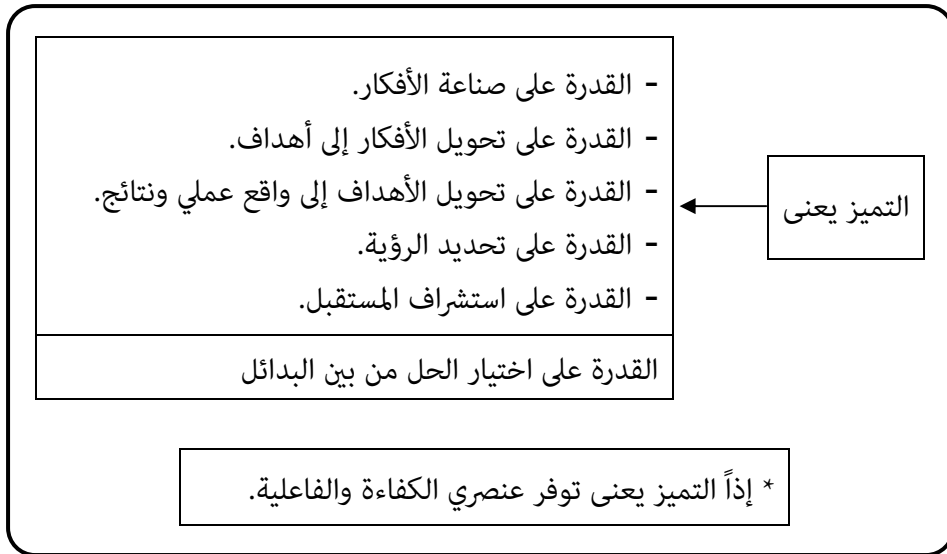 التميز يعنى
- القدرة على صناعة الأفكار.
- القدرة على تحويل الأفكار إلى أهداف.
- القدرة على تحويل الأهداف إلى واقع عملي ونتائج.
- القدرة على تحديد الرؤية.
- القدرة على استشراف المستقبل.
القدرة على اختيار الحل من بين البدائل
* إذاً التميز يعنى توفر عنصري الكفاءة والفاعلية.